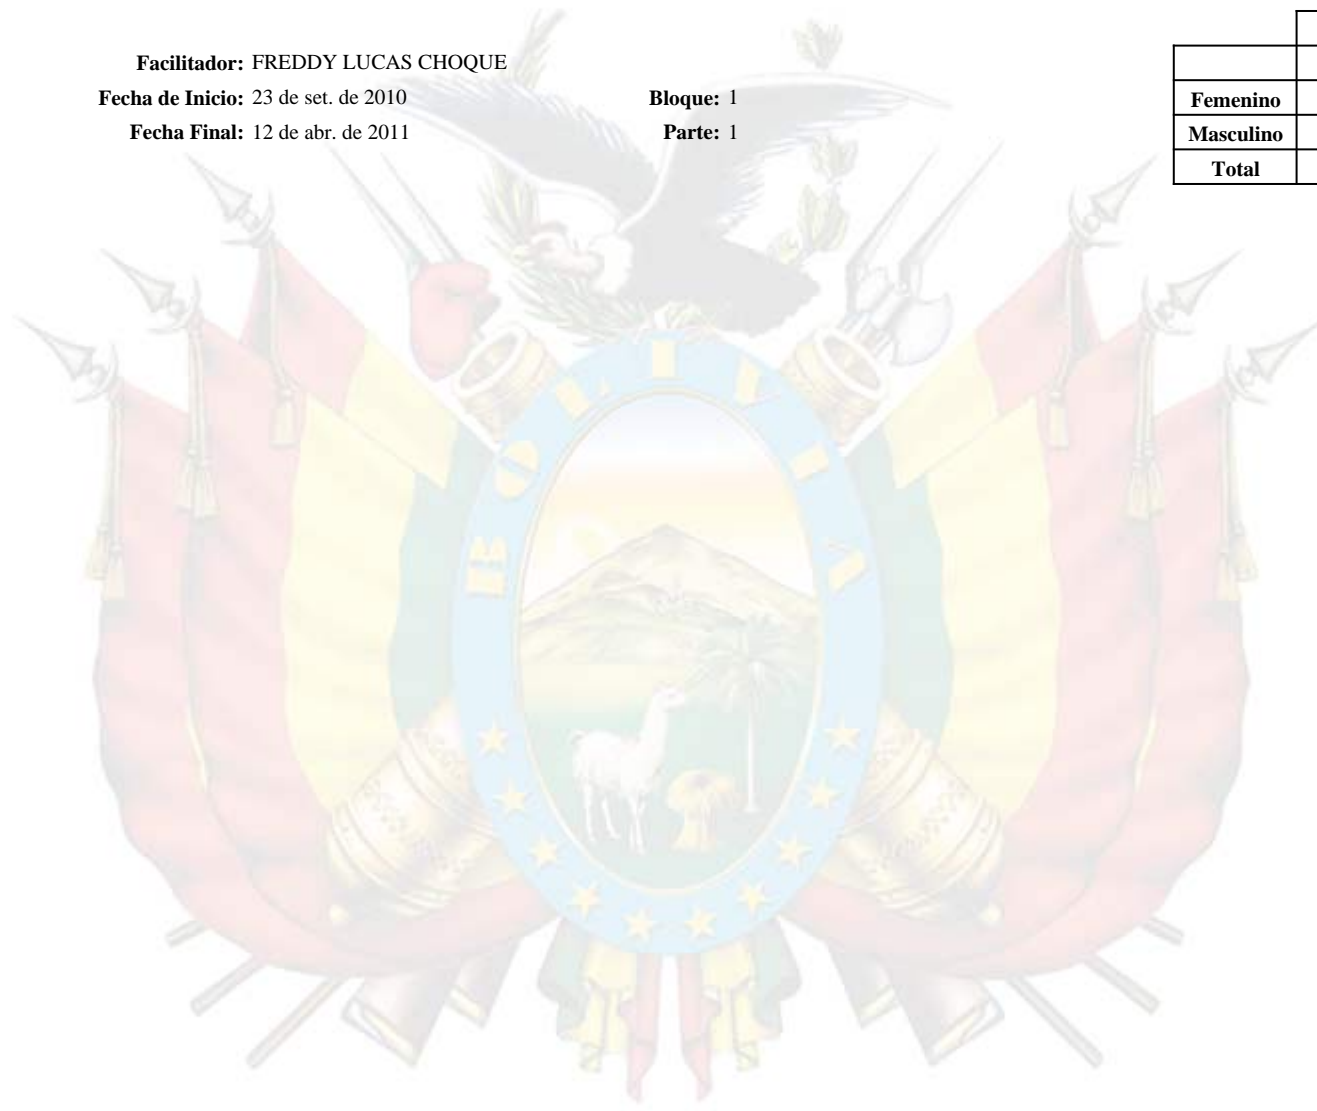 Facilitador: FREDDY LUCAS CHOQUE
Fecha de Inicio: 23 de set. de 2010 Bloque: 1
Fecha Final: 12 de abr. de 2011 Parte: 1
Femenino
Masculino
Total
BOLIVIA